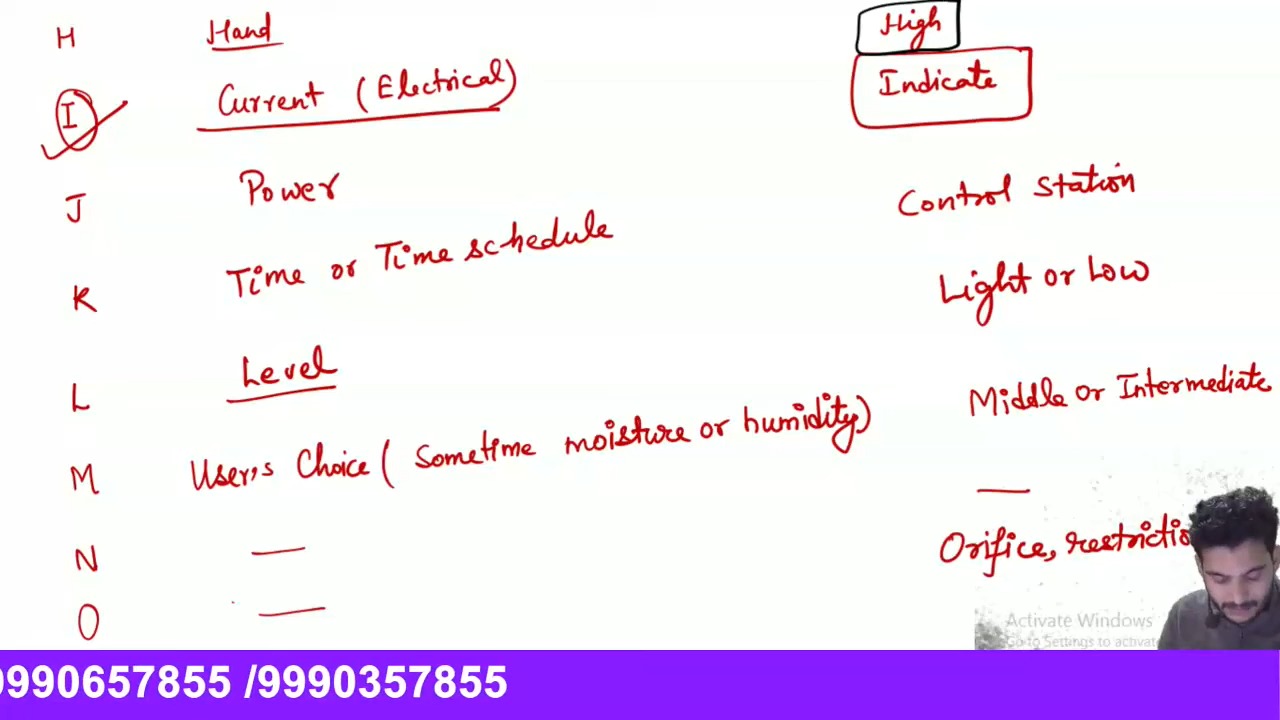 H Hand High
I Current (Electrical) Indicate
J Power Control Station
K Time or Time schedule Light or Low
L Level Middle or Intermediate
M User,s Choice ( Sometime moisture or humidity) —
N — Orifice, restrictio
O —
Activate Windows
Go to Settings to activat
9990657855 /9990357855